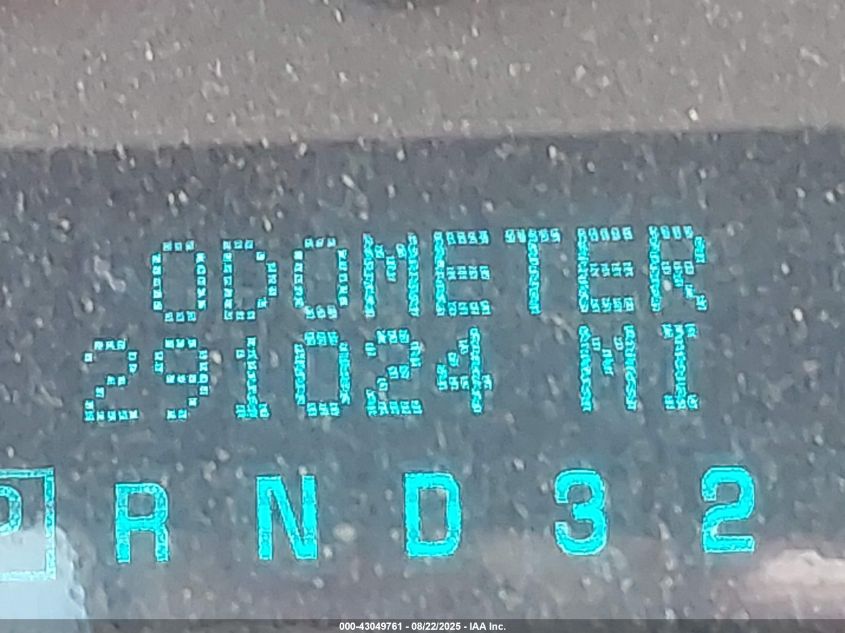 ODOMETER
291024 MI
P R N D 3 2
000-43049761 - 08/22/2025 - IAA Inc.